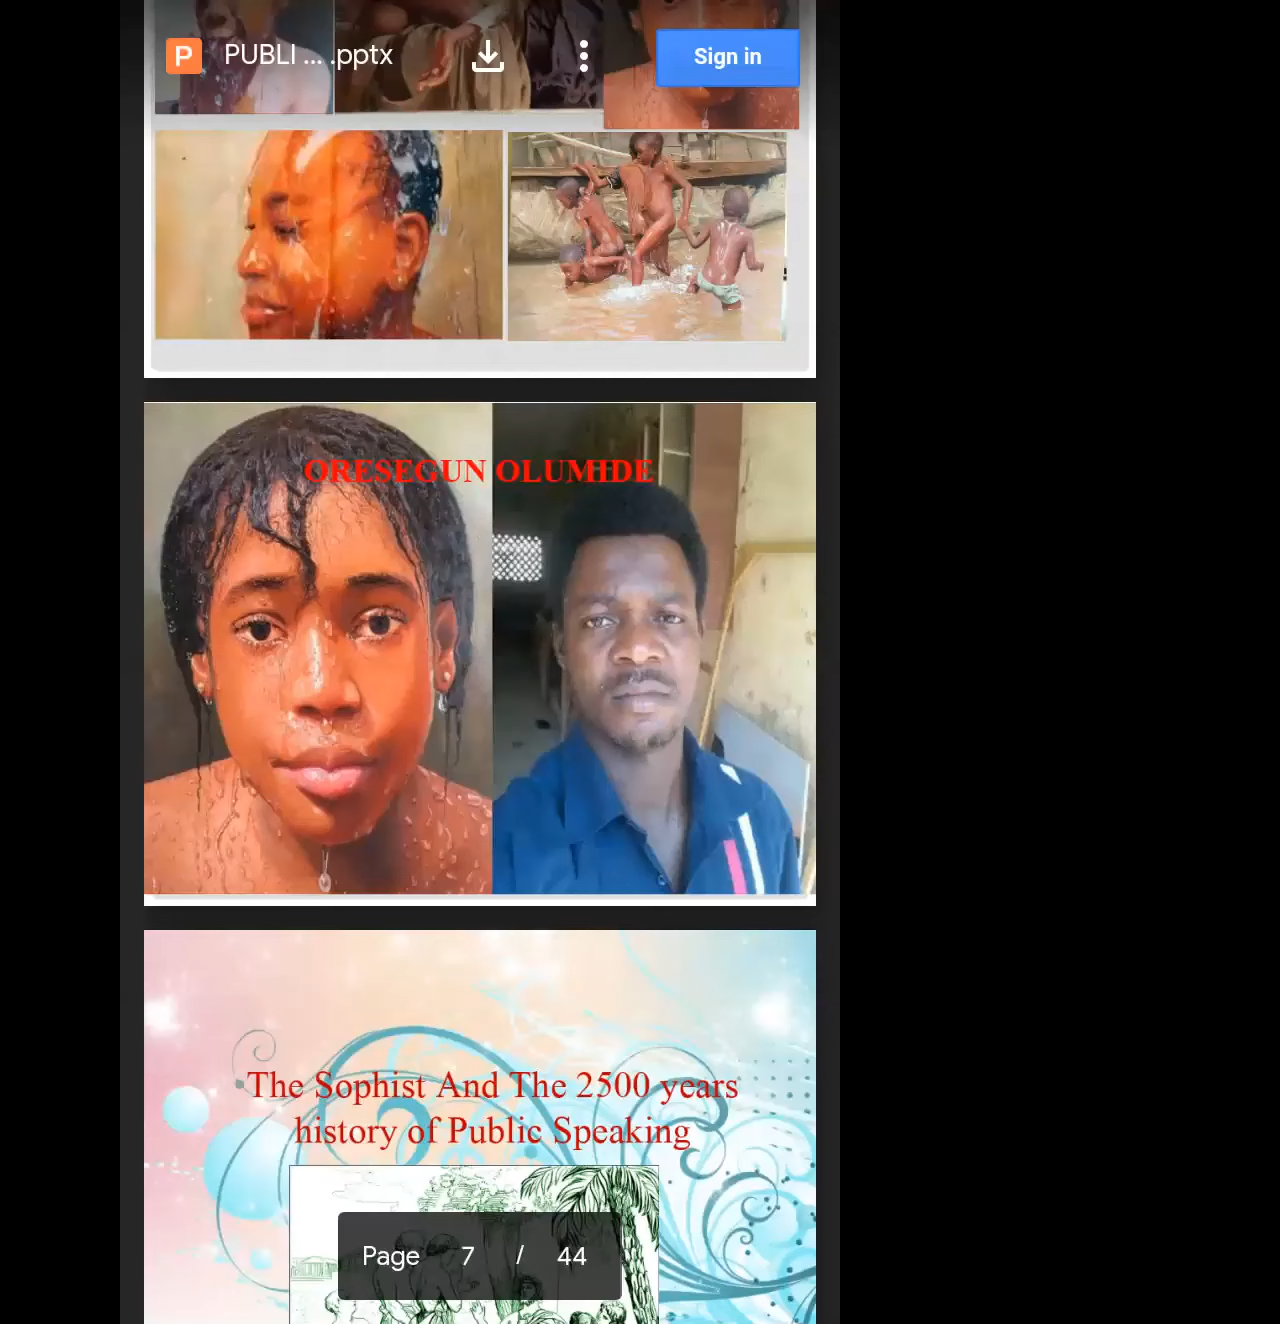 P PUBLI ... .pptx Sign in
ORESEGUN OLUMIDE
The Sophist And The 2500 years
history of Public Speaking
Page 7 / 44